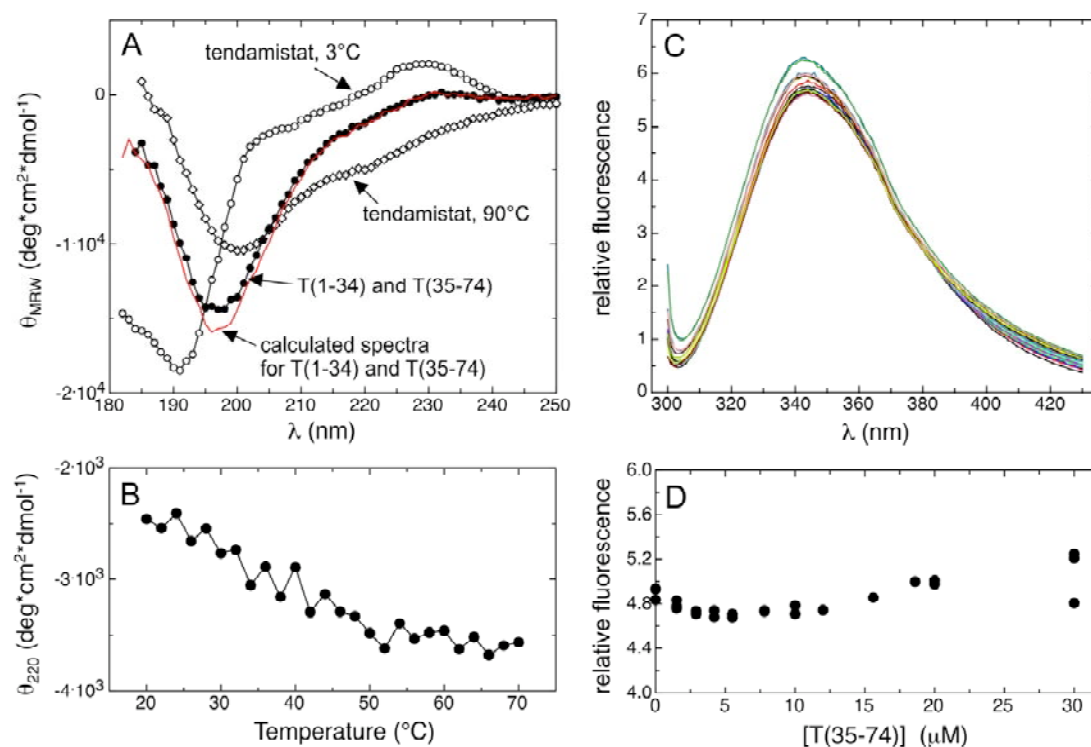 A
tendamistat, 3°C
0
-1·10⁴
-2·10⁴
θMRW (deg*cm²*dmol⁻¹)
tendamistat, 90°C
T(1-34) and T(35-74)
calculated spectra
for T(1-34) and T(35-74)
180 190 200 210 220 230 240 250
λ (nm)
C
7
6
5
4
3
2
1
0
relative fluorescence
300 320 340 360 380 400 420
λ (nm)
B
-2·10³
-3·10³
-4·10³
θ220 (deg*cm²*dmol⁻¹)
20 30 40 50 60 70
Temperature (°C)
D
6.0
5.6
5.2
4.8
4.4
4.0
relative fluorescence
0 5 10 15 20 25 30
[T(35-74)] (μM)